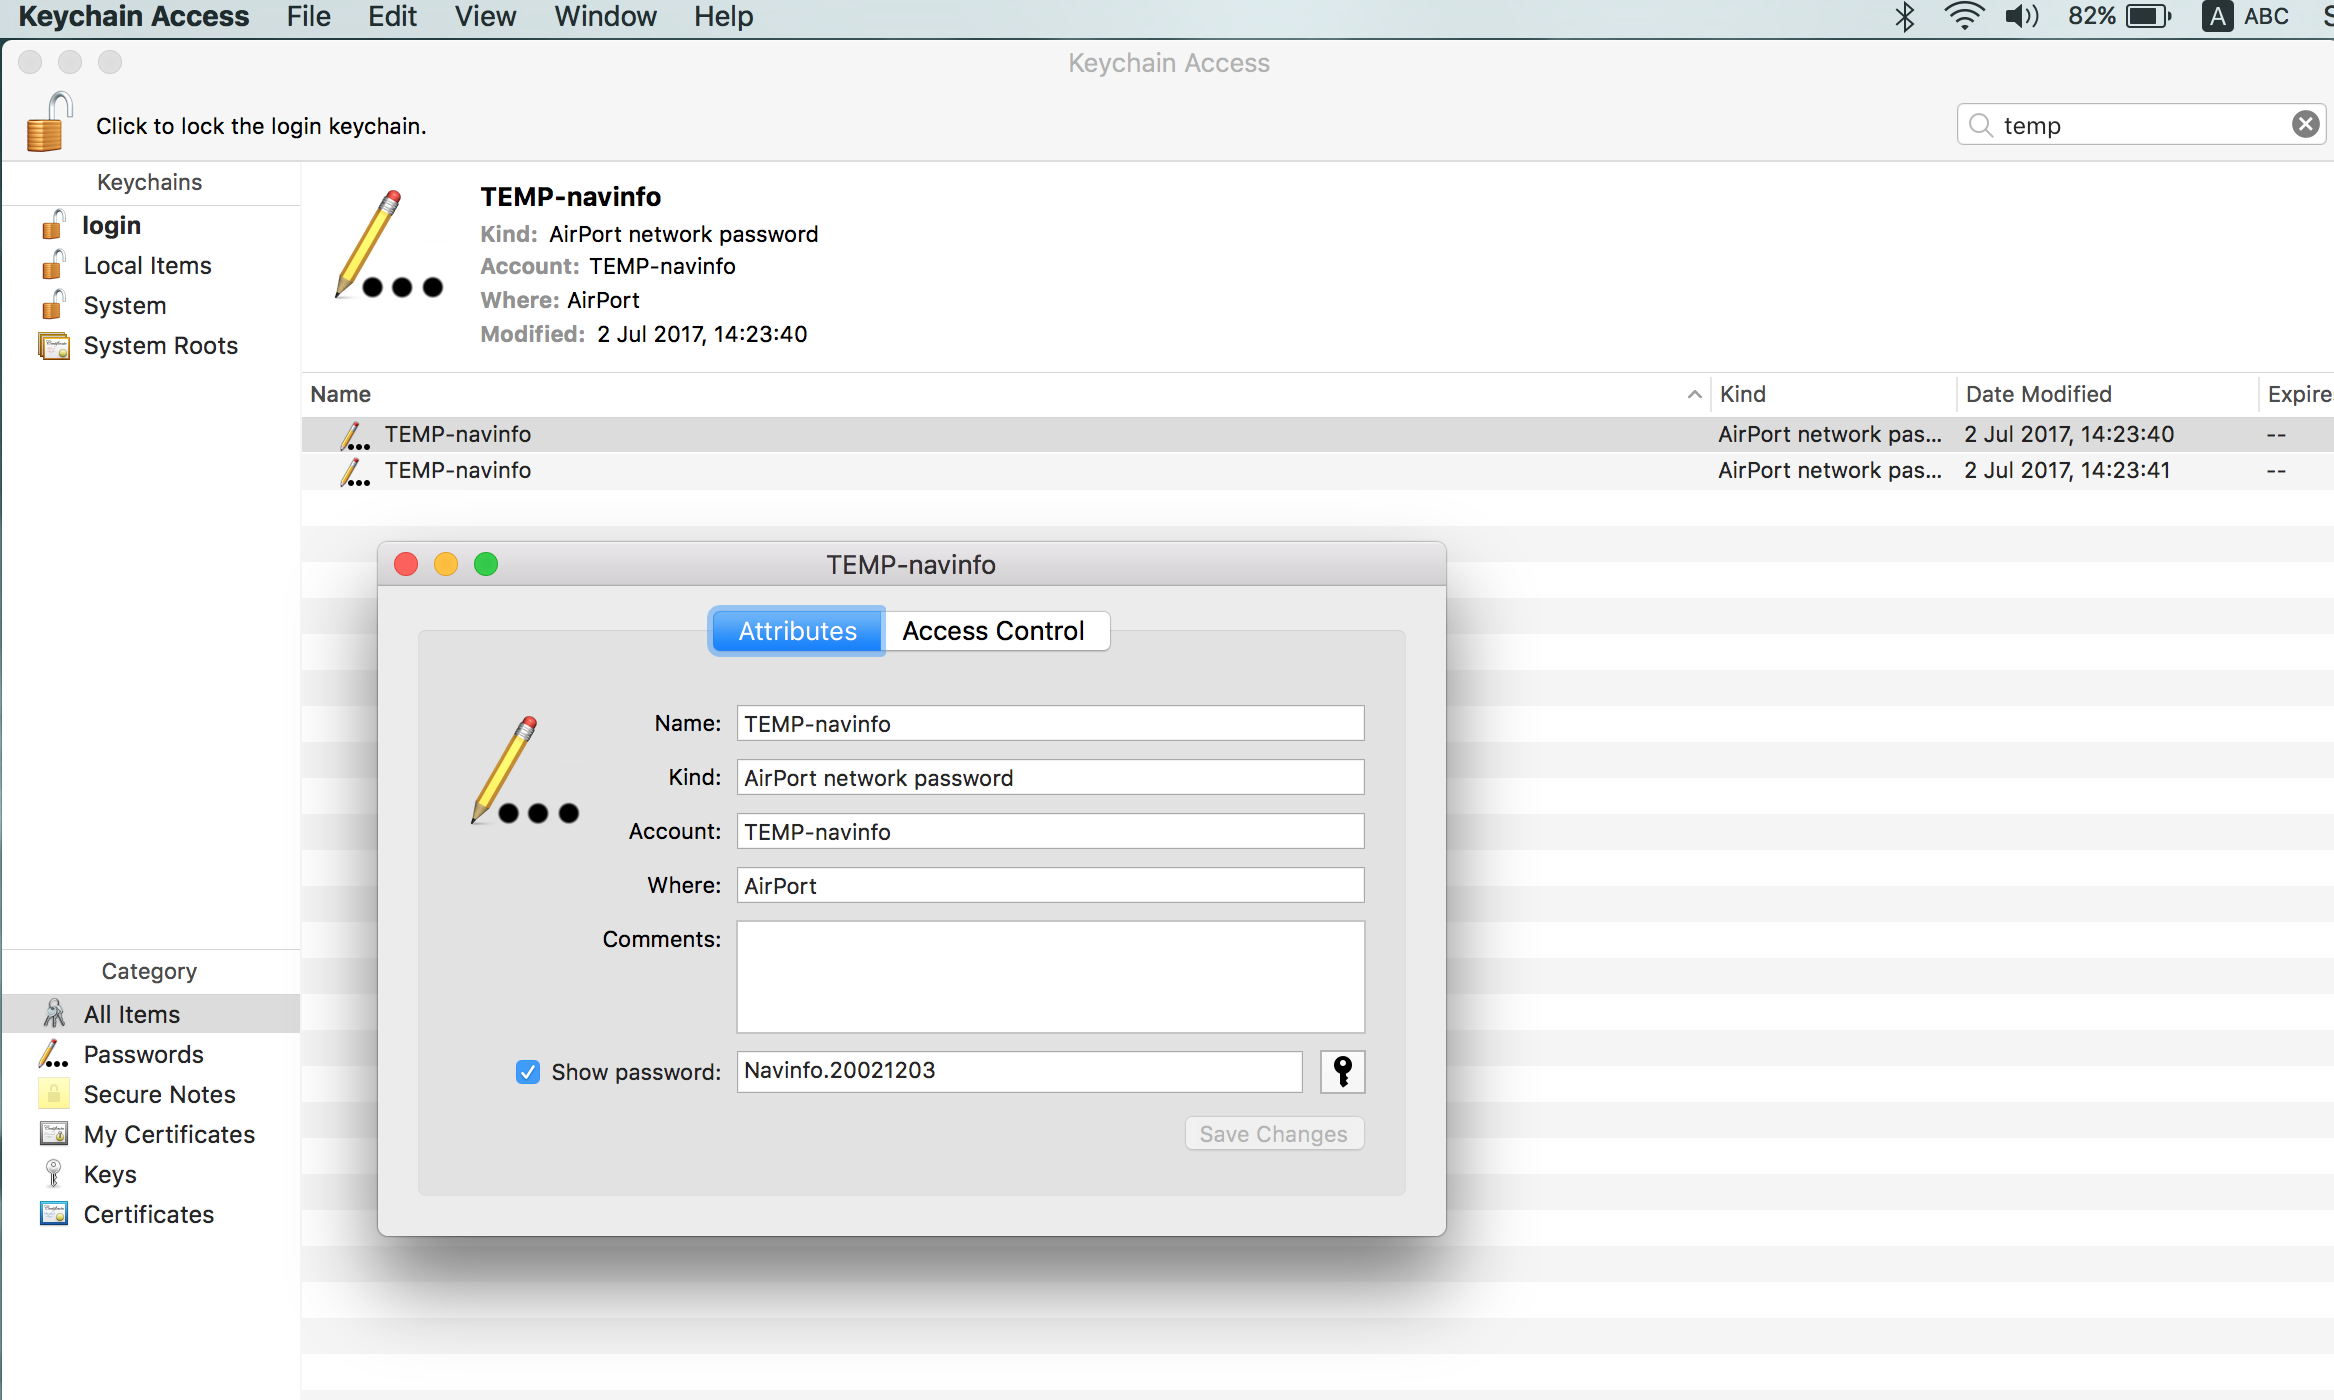 Keychain Access File Edit View Window Help 82% A ABC
Keychain Access
Click to lock the login keychain.
temp
Keychains
login
Local Items
System
System Roots
TEMP-navinfo
Kind: AirPort network password
Account: TEMP-navinfo
Where: AirPort
Modified: 2 Jul 2017, 14:23:40
Name Kind Date Modified Expire
TEMP-navinfo AirPort network pas... 2 Jul 2017, 14:23:40 --
TEMP-navinfo AirPort network pas... 2 Jul 2017, 14:23:41 --
TEMP-navinfo
Attributes Access Control
Name: TEMP-navinfo
Kind: AirPort network password
Account: TEMP-navinfo
Where: AirPort
Comments:
Show password: Navinfo.20021203
Save Changes
Category
All Items
Passwords
Secure Notes
My Certificates
Keys
Certificates